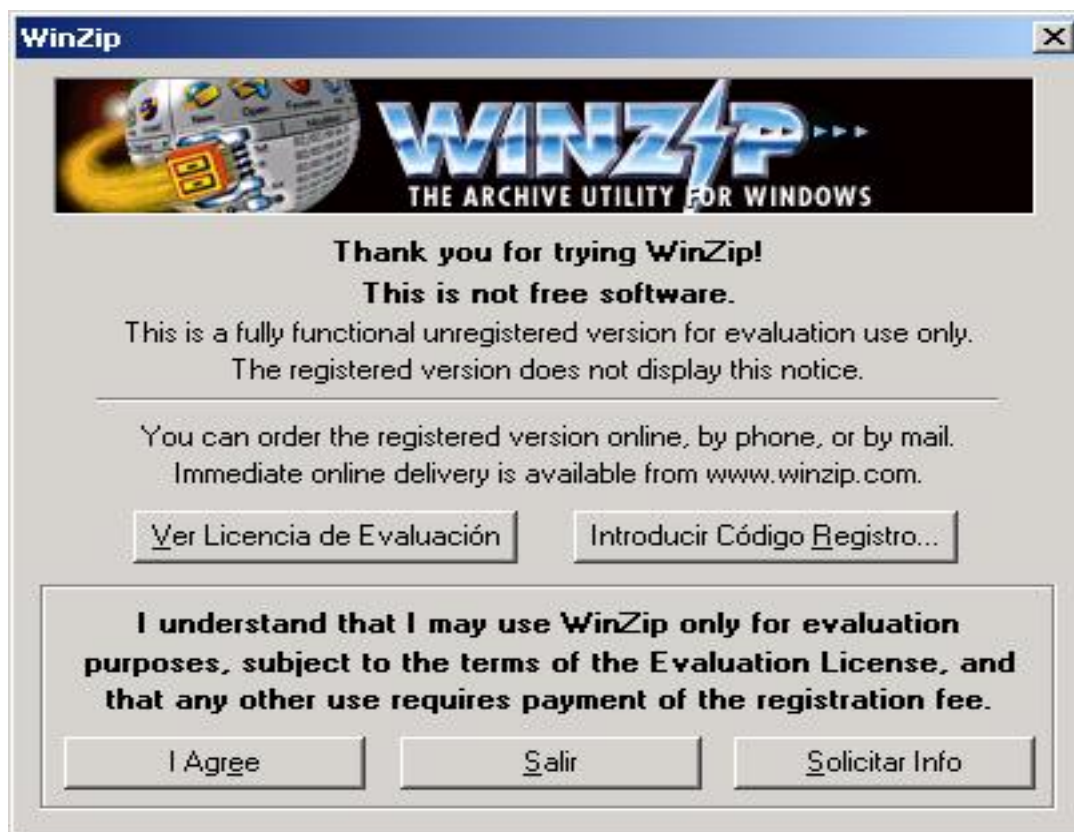 WinZip
WINZIP
THE ARCHIVE UTILITY FOR WINDOWS
Thank you for trying WinZip!
This is not free software.
This is a fully functional unregistered version for evaluation use only.
The registered version does not display this notice.
You can order the registered version online, by phone, or by mail.
Immediate online delivery is available from www.winzip.com.
Ver Licencia de Evaluación
Introducir Código Registro...
I understand that I may use WinZip only for evaluation
purposes, subject to the terms of the Evaluation License, and
that any other use requires payment of the registration fee.
I Agree
Salir
Solicitar Info